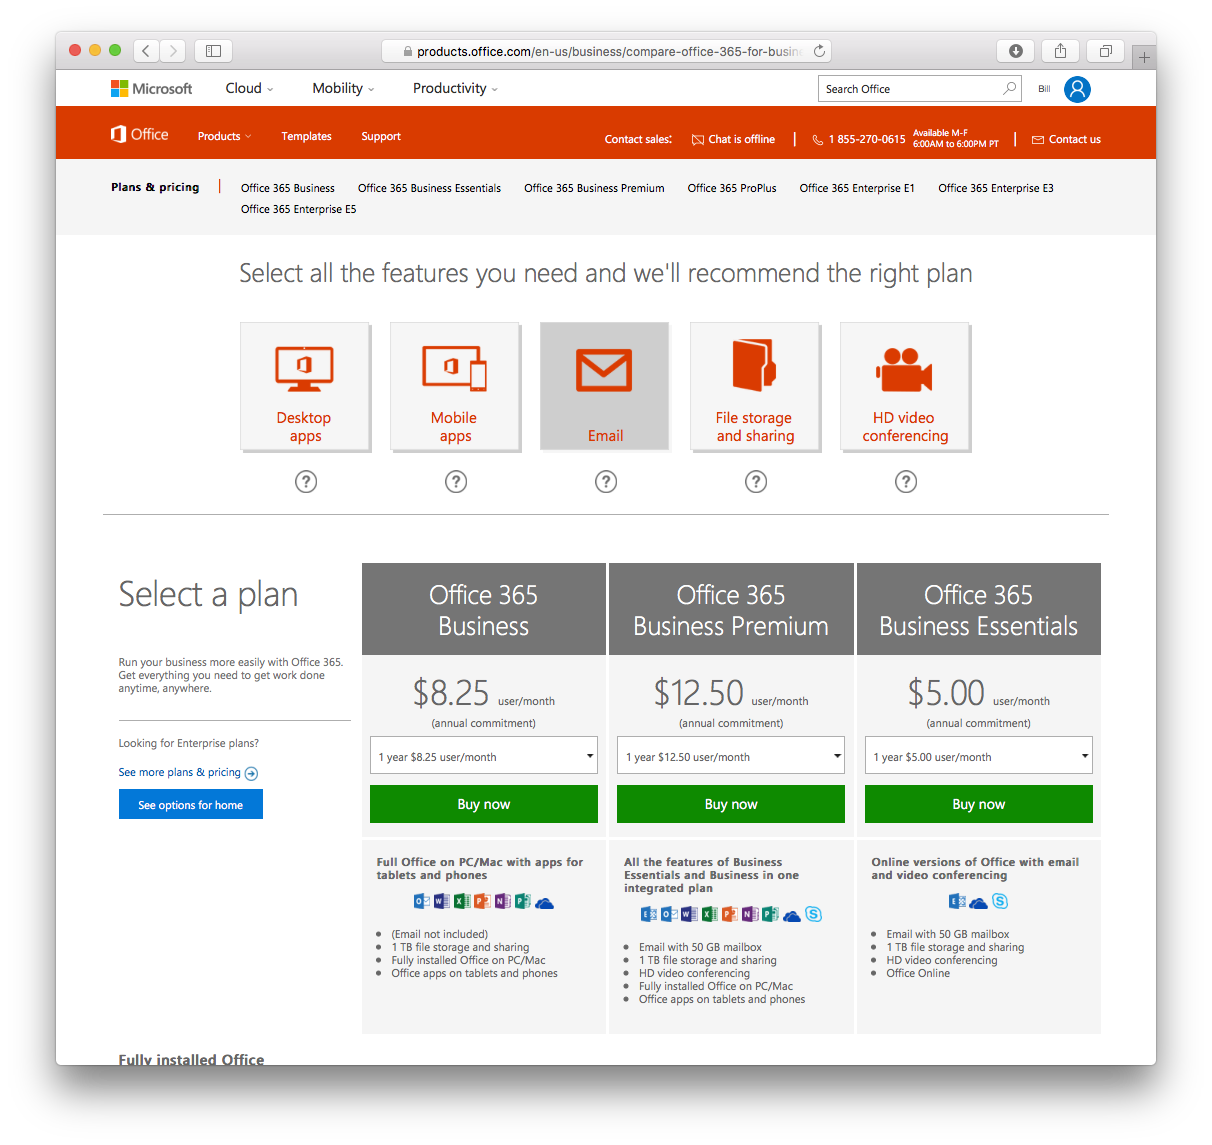 products.office.com/en-us/business/compare-office-365-for-busin
Microsoft Cloud Mobility Productivity Search Office Bill
Office Products Templates Support Contact sales: Chat is offline | 1 855-270-0615 Available M-F 6:00AM to 6:00PM PT | Contact us
Plans & pricing | Office 365 Business Office 365 Business Essentials Office 365 Business Premium Office 365 ProPlus Office 365 Enterprise E1 Office 365 Enterprise E3
Office 365 Enterprise E5
Select all the features you need and we'll recommend the right plan
Desktop
apps
Mobile
apps
Email
File storage
and sharing
HD video
conferencing
? ? ? ? ?
Select a plan
Run your business more easily with Office 365.
Get everything you need to get work done
anytime, anywhere.
Looking for Enterprise plans?
See more plans & pricing
See options for home
Office 365
Business
$8.25 user/month
(annual commitment)
1 year $8.25 user/month
Buy now
Full Office on PC/Mac with apps for
tablets and phones
O W X P N P
• (Email not included)
• 1 TB file storage and sharing
• Fully installed Office on PC/Mac
• Office apps on tablets and phones
Office 365
Business Premium
$12.50 user/month
(annual commitment)
1 year $12.50 user/month
Buy now
All the features of Business
Essentials and Business in one
integrated plan
E O W X P N P S
• Email with 50 GB mailbox
• 1 TB file storage and sharing
• HD video conferencing
• Fully installed Office on PC/Mac
• Office apps on tablets and phones
Office 365
Business Essentials
$5.00 user/month
(annual commitment)
1 year $5.00 user/month
Buy now
Online versions of Office with email
and video conferencing
E S
• Email with 50 GB mailbox
• 1 TB file storage and sharing
• HD video conferencing
• Office Online
Fully installed Office